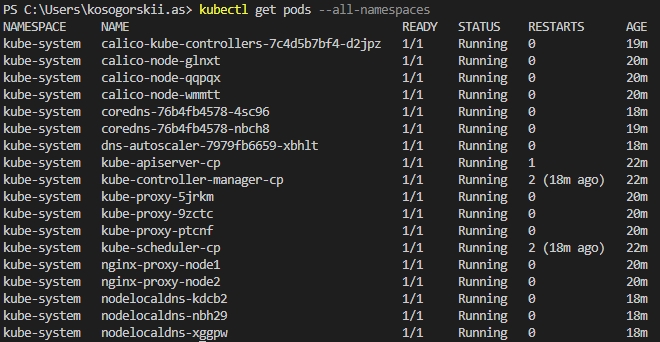 PS C:\Users\kosogorskii.as> kubectl get pods --all-namespaces
NAMESPACE NAME READY STATUS RESTARTS AGE
kube-system calico-kube-controllers-7c4d5b7bf4-d2jpz 1/1 Running 0 19m
kube-system calico-node-glnxt 1/1 Running 0 20m
kube-system calico-node-qqpqx 1/1 Running 0 20m
kube-system calico-node-wmmtt 1/1 Running 0 20m
kube-system coredns-76b4fb4578-4sc96 1/1 Running 0 18m
kube-system coredns-76b4fb4578-nbch8 1/1 Running 0 19m
kube-system dns-autoscaler-7979fb6659-xbhlt 1/1 Running 0 18m
kube-system kube-apiserver-cp 1/1 Running 1 22m
kube-system kube-controller-manager-cp 1/1 Running 2 (18m ago) 22m
kube-system kube-proxy-5jrkm 1/1 Running 0 20m
kube-system kube-proxy-9zctc 1/1 Running 0 20m
kube-system kube-proxy-ptcnf 1/1 Running 0 20m
kube-system kube-scheduler-cp 1/1 Running 2 (18m ago) 22m
kube-system nginx-proxy-node1 1/1 Running 0 20m
kube-system nginx-proxy-node2 1/1 Running 0 20m
kube-system nodelocaldns-kdcb2 1/1 Running 0 18m
kube-system nodelocaldns-nbh29 1/1 Running 0 18m
kube-system nodelocaldns-xggpw 1/1 Running 0 18m